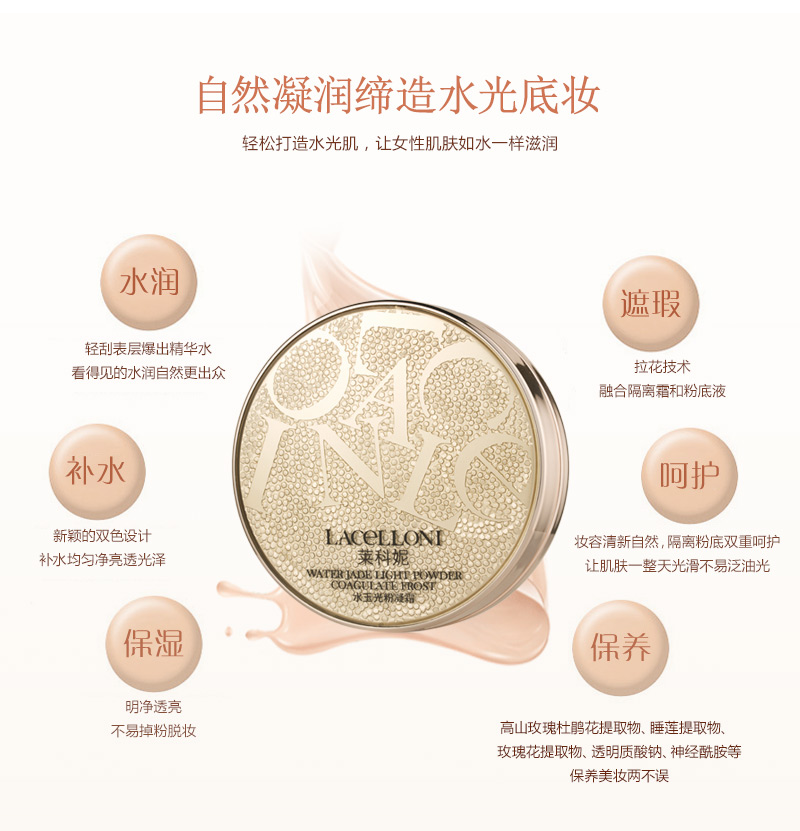 自然凝润缔造水光底妆
轻松打造水光肌，让女性肌肤如水一样滋润
水润
轻刮表层爆出精华水
看得见的水润自然更出众
补水
新颖的双色设计
补水均匀净亮透光泽
保湿
明净透亮
不易掉粉脱妆
LACELLONI
莱科妮
WATER JADE LIGHT POWDER
COAGULATE FROST
水玉光粉凝霜
遮瑕
拉花技术
融合隔离霜和粉底液
呵护
妆容清新自然，隔离粉底双重呵护
让肌肤一整天光滑不易泛油光
保养
高山玫瑰杜鹃花提取物、睡莲提取物、
玫瑰花提取物、透明质酸钠、神经酰胺等
保养美妆两不误